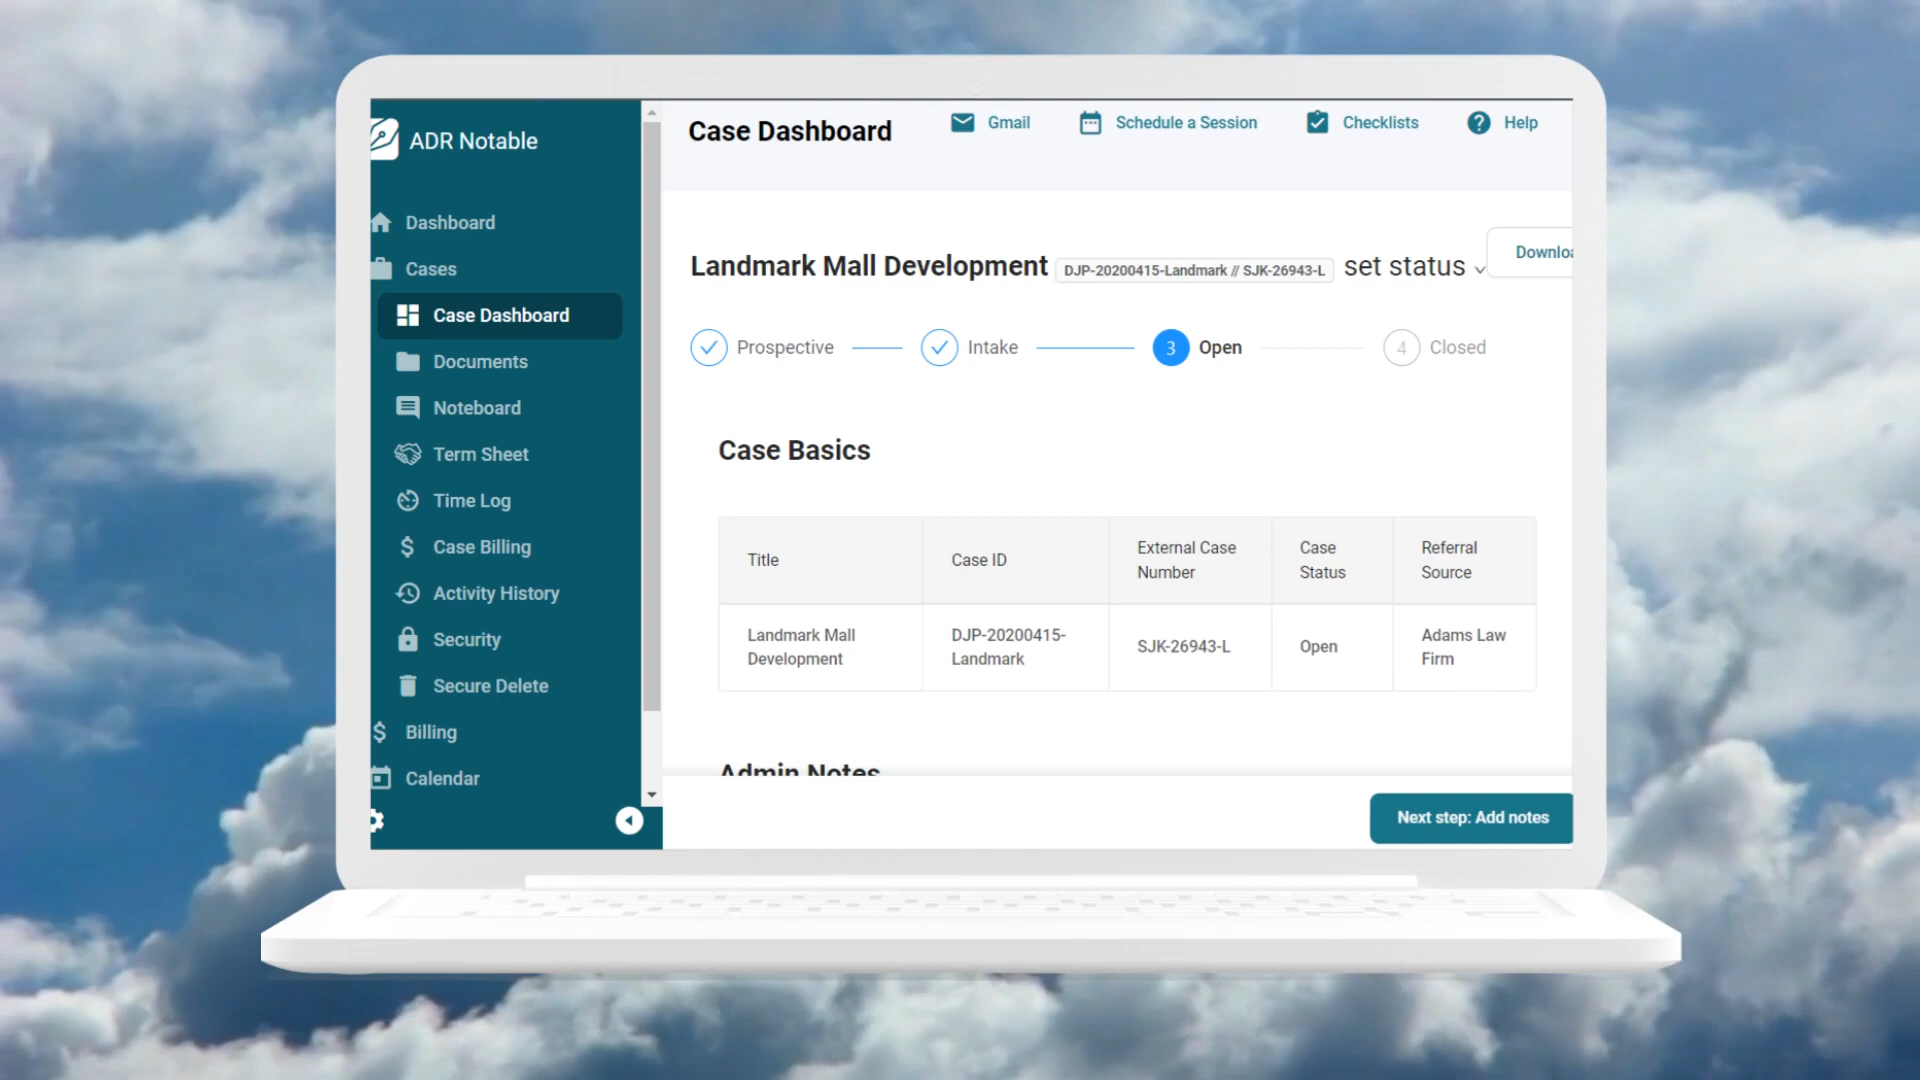 ADR Notable
Dashboard
Cases
Case Dashboard
Documents
Noteboard
Term Sheet
Time Log
Case Billing
Activity History
Security
Secure Delete
Billing
Calendar
Case Dashboard
Gmail
Schedule a Session
Checklists
Help
Landmark Mall Development DJP-20200415-Landmark // SJK-26943-L set status
Downloa
Prospective
Intake
3 Open
4 Closed
Case Basics
Title
Case ID
External Case
Number
Case
Status
Referral
Source
Landmark Mall
Development
DJP-20200415-
Landmark
SJK-26943-L
Open
Adams Law
Firm
Admin Notes
Next step: Add notes